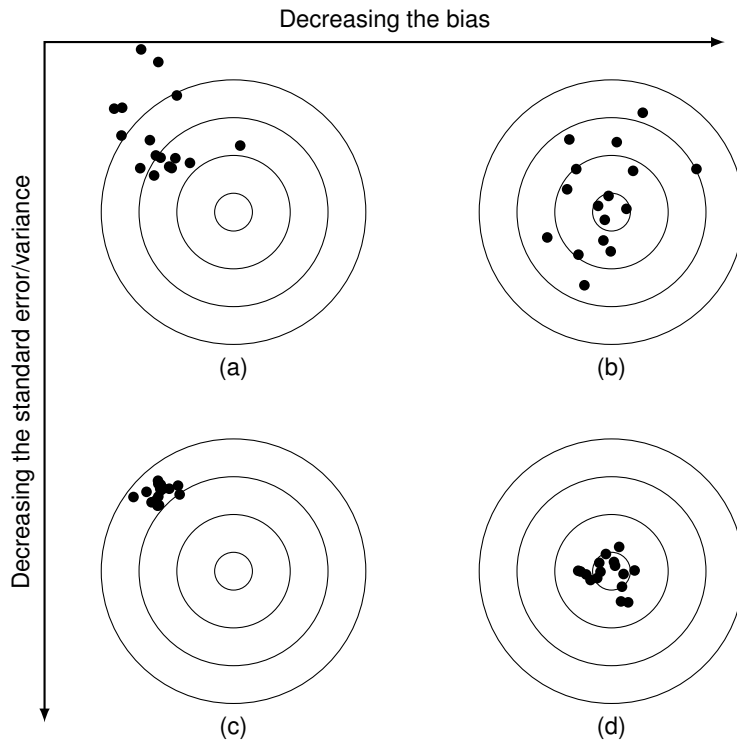 Decreasing the bias
Decreasing the standard error/variance
(a)
(b)
(c)
(d)